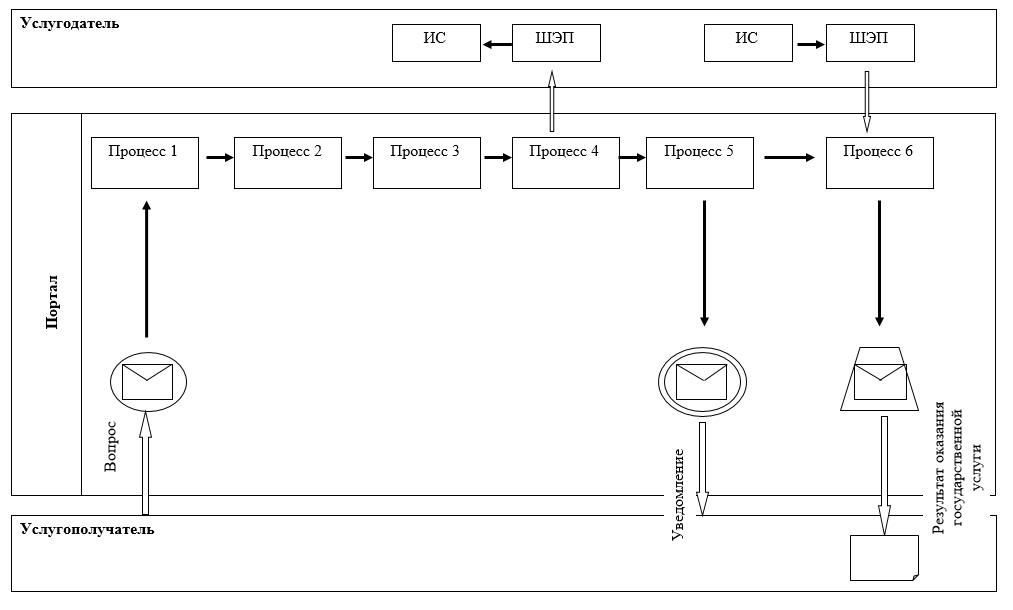 Услугодатель
ИС
ШЭП
ИС
ШЭП
Процесс 1
Процесс 2
Процесс 3
Процесс 4
Процесс 5
Процесс 6
Портал
Вопрос
Уведомление
Результат оказания
государственной
услуги
Услугополучатель